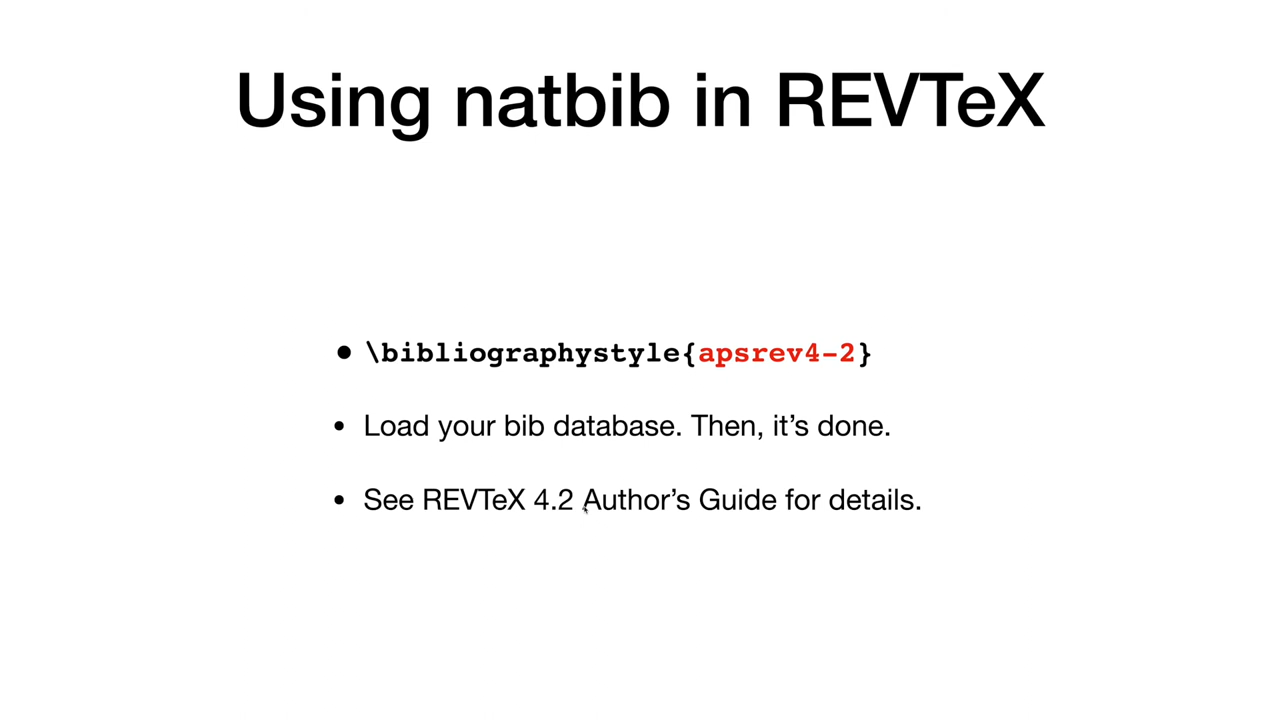 Using natbib in REVTeX
• \bibliographystyle{apsrev4-2}
• Load your bib database. Then, it’s done.
• See REVTeX 4.2 Author’s Guide for details.